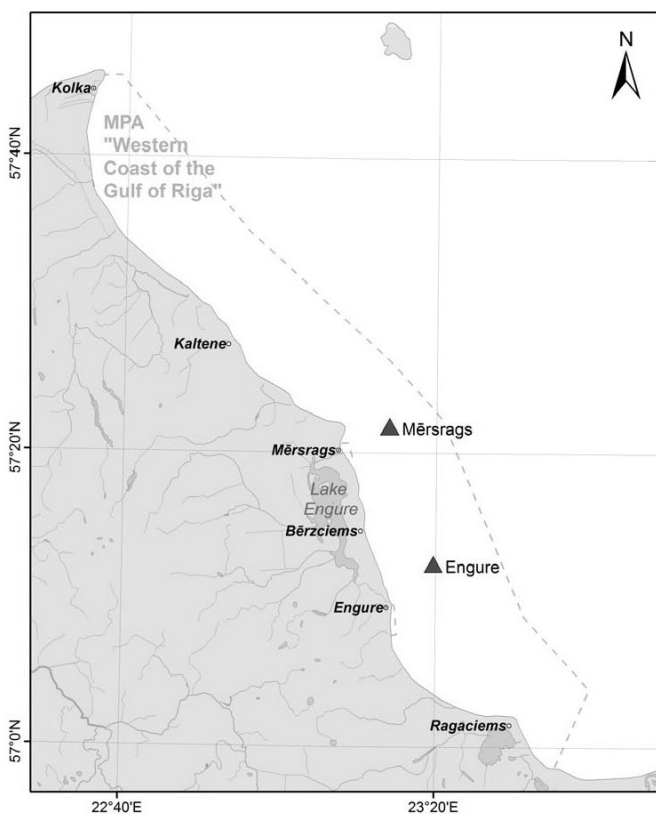 N
Kolka
MPA
"Western
Coast of the
Gulf of Riga"
57°40'N
Kaltene
Mērsrags
57°20'N
Mērsrags
Lake
Engure
Bērzciems
Engure
Engure
Ragaciems
57°0'N
22°40'E
23°20'E